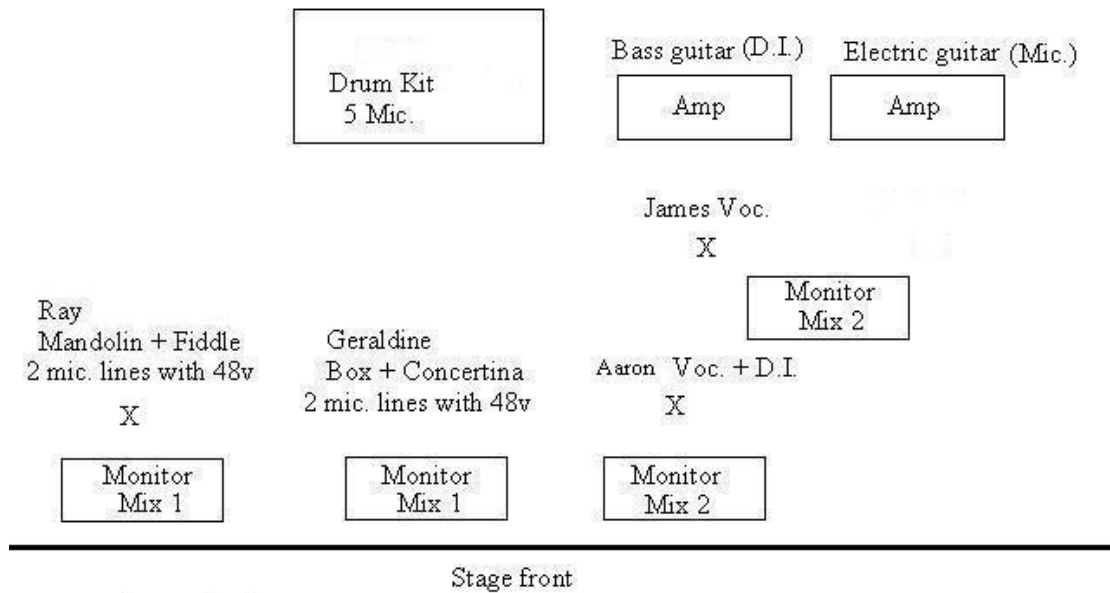 Drum Kit
5 Mic.
Bass guitar (D.I.)
Amp
Electric guitar (Mic.)
Amp
James Voc.
X
Monitor
Mix 2
Ray
Mandolin + Fiddle
2 mic. lines with 48v
X
Geraldine
Box + Concertina
2 mic. lines with 48v
Aaron Voc. + D.I.
X
Monitor
Mix 1
Monitor
Mix 1
Monitor
Mix 2
Stage front